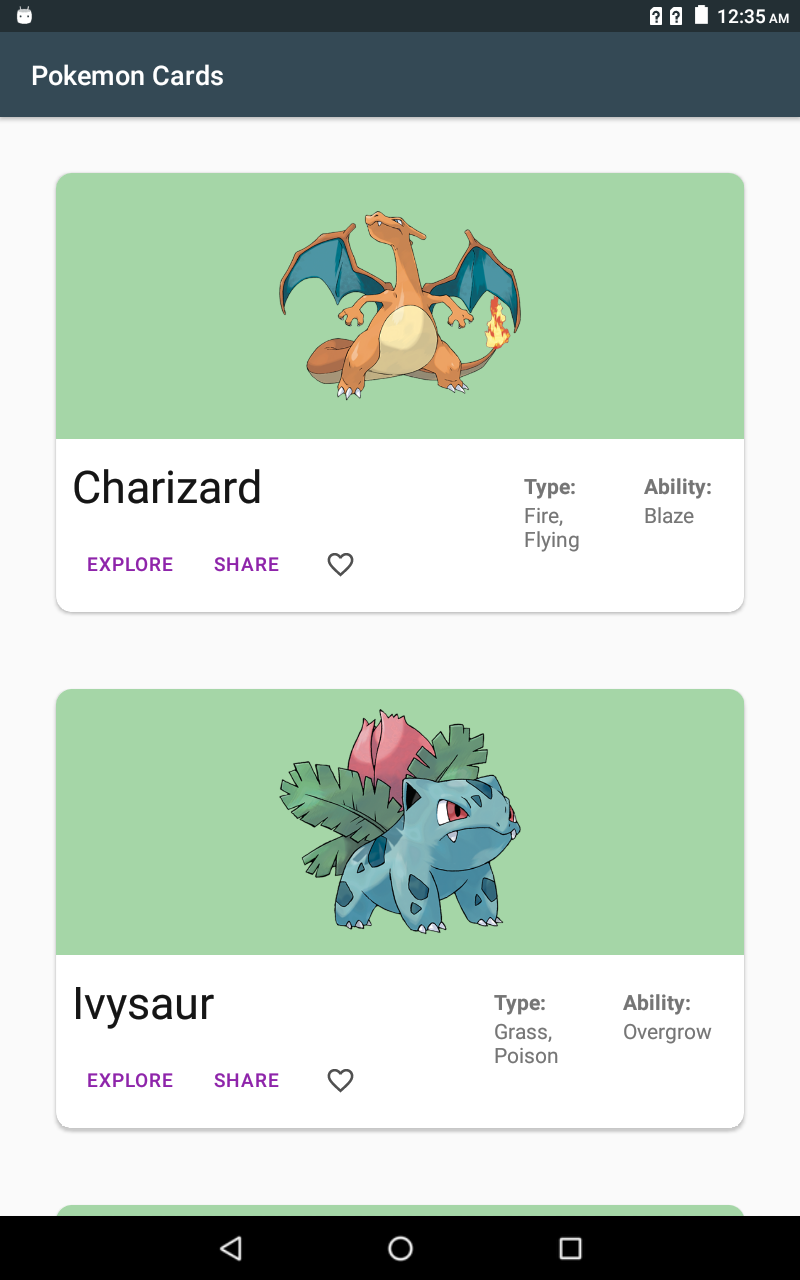 12:35 AM
Pokemon Cards
Charizard
Type:
Fire,
Flying
Ability:
Blaze
EXPLORE SHARE
Ivysaur
Type:
Grass,
Poison
Ability:
Overgrow
EXPLORE SHARE